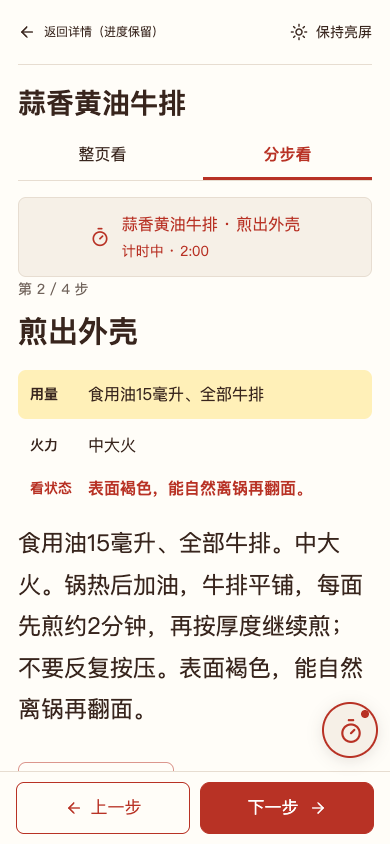 返回详情（进度保留）
保持亮屏
蒜香黄油牛排
整页看
分步看
蒜香黄油牛排 · 煎出外壳
计时中 · 2:00
第 2 / 4 步
煎出外壳
用量 食用油15毫升、全部牛排
火力 中大火
看状态 表面褐色，能自然离锅再翻面。
食用油15毫升、全部牛排。中大
火。锅热后加油，牛排平铺，每面
先煎约2分钟，再按厚度继续煎；
不要反复按压。表面褐色，能自然
离锅再翻面。
上一步
下一步